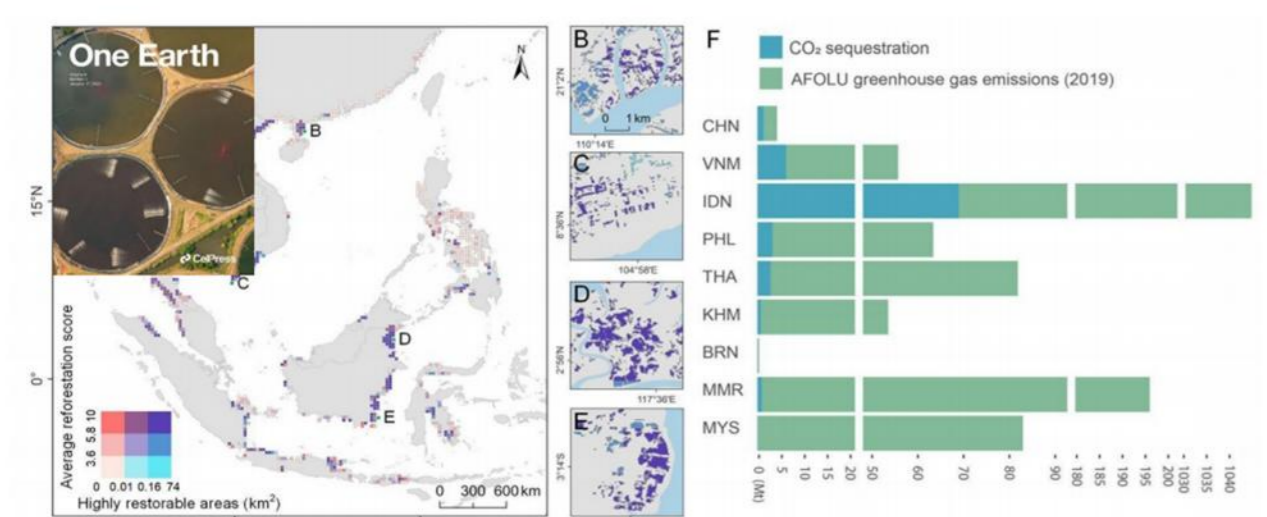 One Earth
CelPress
N
15°N
0°
B
C
D
E
Average reforestation score
3.6 5.8 10
0 0.01 0.16 74
Highly restorable areas (km²)
0 300 600 km
B
21°2'N
0 1 km
110°14'E
C
8°36'N
104°58'E
D
2°56'N
117°36'E
E
3°14'S
F
CO₂ sequestration
AFOLU greenhouse gas emissions (2019)
CHN
VNM
IDN
PHL
THA
KHM
BRN
MMR
MYS
0 5 10 15 20 50 60 70 80 90 180 185 190 195 200 1030 1035 1040
(Mt)